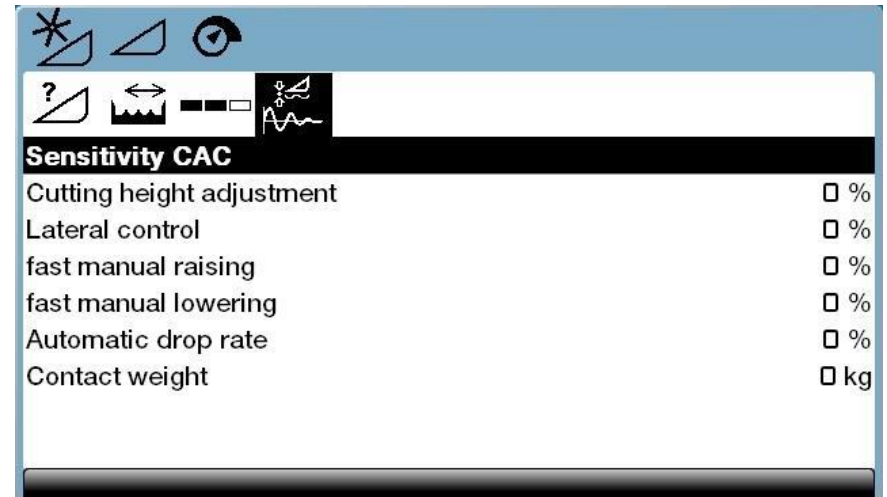 ?
Sensitivity CAC
Cutting height adjustment 0 %
Lateral control 0 %
fast manual raising 0 %
fast manual lowering 0 %
Automatic drop rate 0 %
Contact weight 0 kg